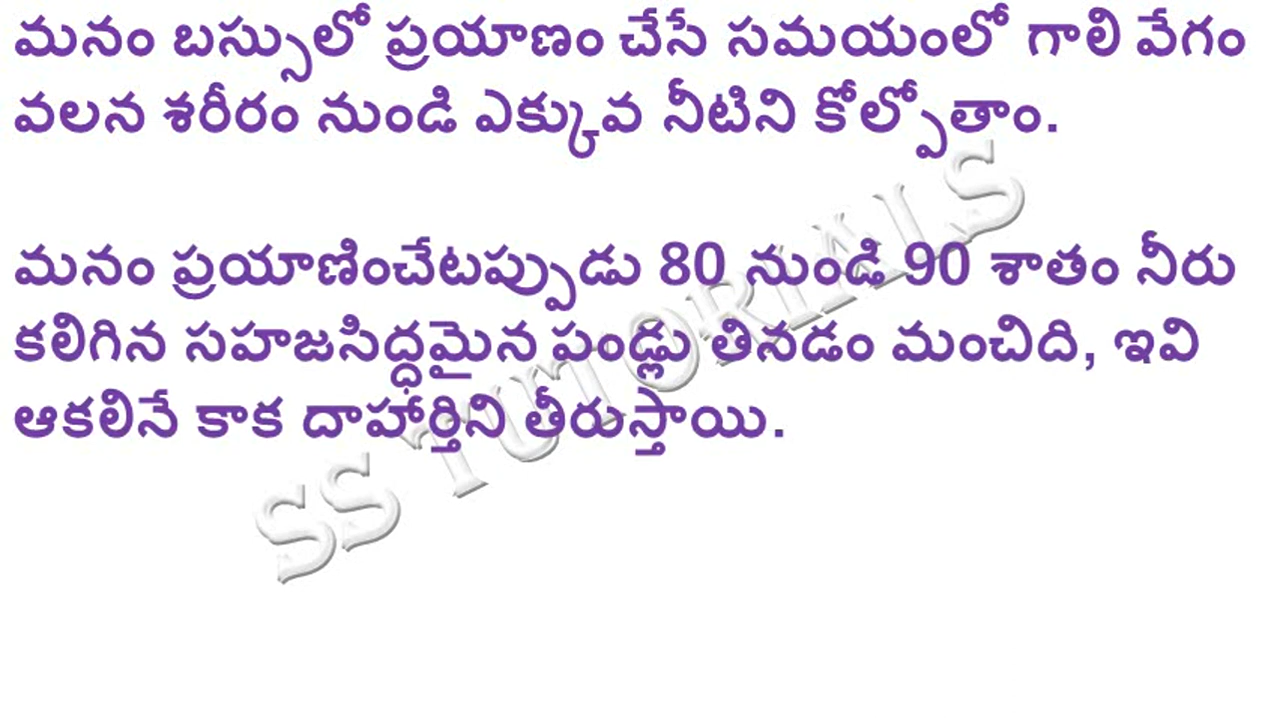 మనం బస్సులో ప్రయాణం చేసే సమయంలో గాలి వేగం
వలన శరీరం నుండి ఎక్కువ నీటిని కోల్పోతాం.
మనం ప్రయాణించేటప్పుడు 80 నుండి 90 శాతం నీరు
కలిగిన సహజసిద్ధమైన పండ్లు తినడం మంచిది, ఇవి
ఆకలినే కాక దాహార్తిని తీరుస్తాయి.
SS TUTORIALS